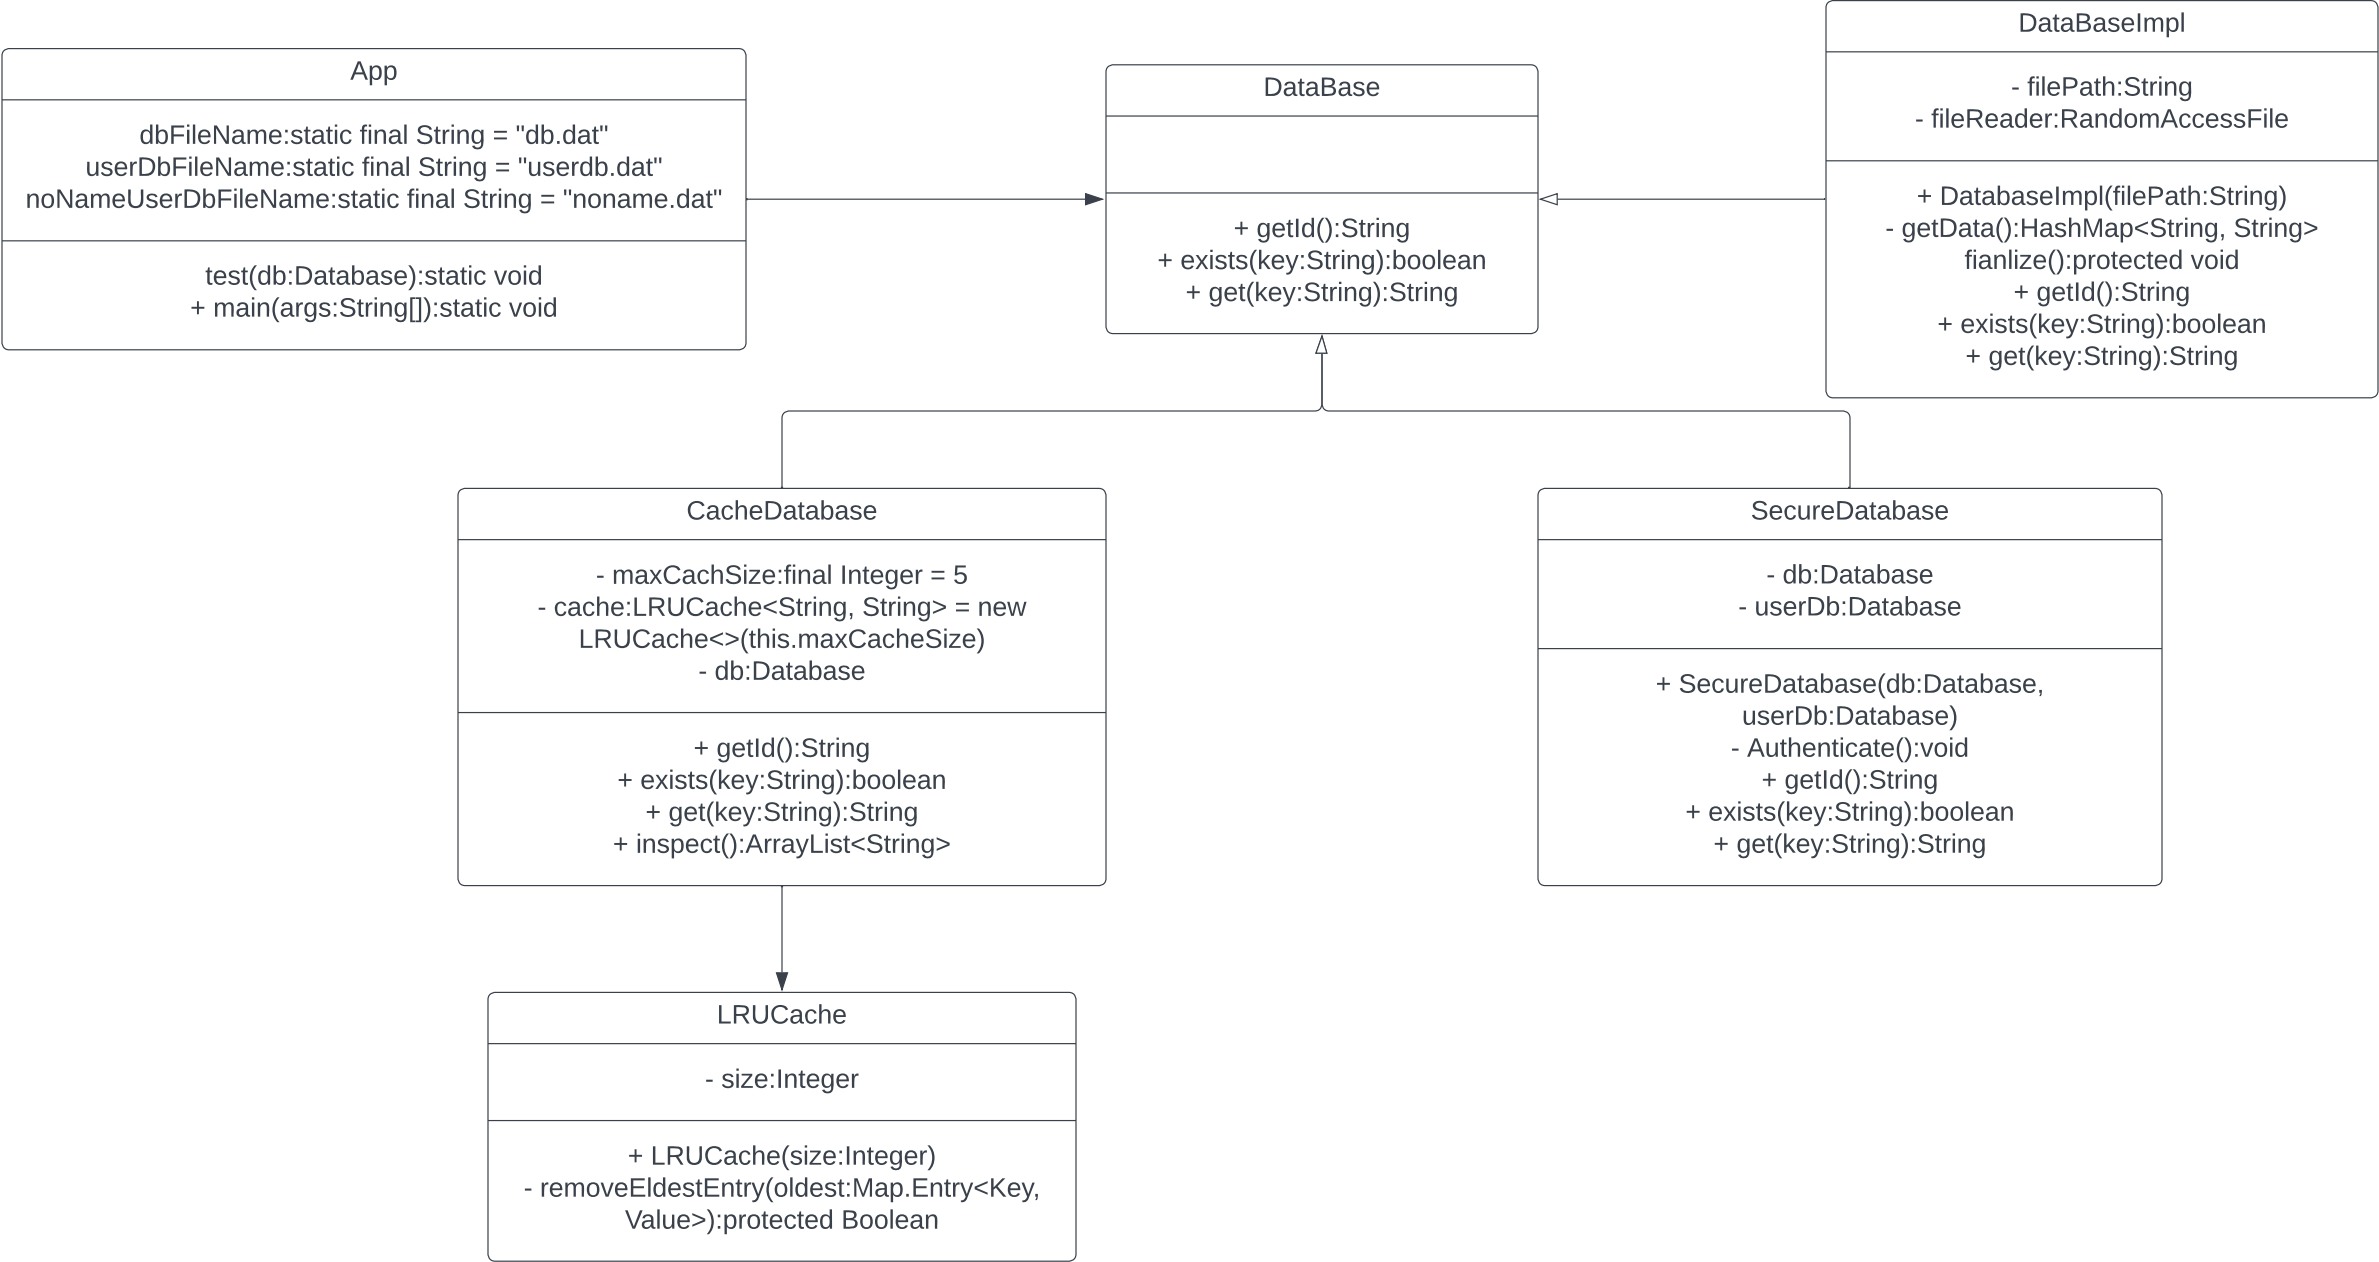 App
dbFileName:static final String = "db.dat"
userDbFileName:static final String = "userdb.dat"
noNameUserDbFileName:static final String = "noname.dat"
test(db:Database):static void
+ main(args:String[]):static void
DataBase
+ getId():String
+ exists(key:String):boolean
+ get(key:String):String
DataBaseImpl
- filePath:String
- fileReader:RandomAccessFile
+ DatabaseImpl(filePath:String)
- getData():HashMap<String, String>
fianlize():protected void
+ getId():String
+ exists(key:String):boolean
+ get(key:String):String
CacheDatabase
- maxCachSize:final Integer = 5
- cache:LRUCache<String, String> = new
LRUCache<>(this.maxCacheSize)
- db:Database
+ getId():String
+ exists(key:String):boolean
+ get(key:String):String
+ inspect():ArrayList<String>
SecureDatabase
- db:Database
- userDb:Database
+ SecureDatabase(db:Database,
userDb:Database)
- Authenticate():void
+ getId():String
+ exists(key:String):boolean
+ get(key:String):String
LRUCache
- size:Integer
+ LRUCache(size:Integer)
- removeEldestEntry(oldest:Map.Entry<Key,
Value>):protected Boolean